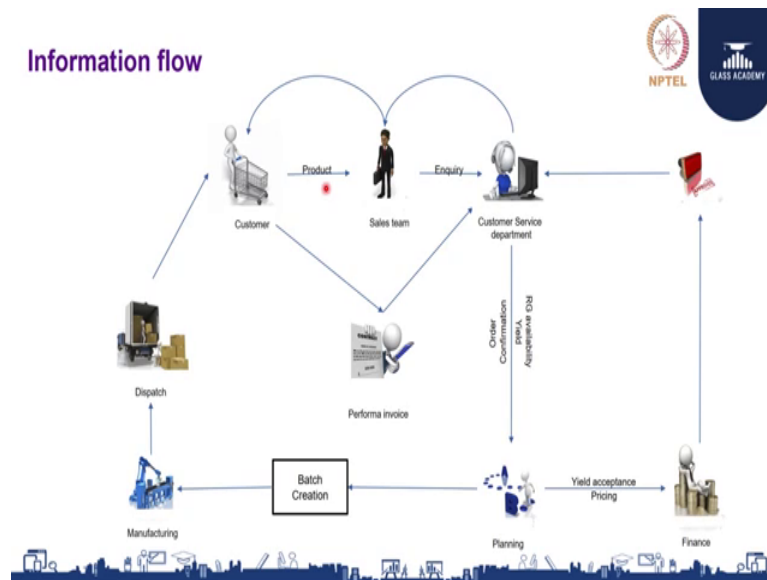 Information flow
NPTEL
GLASS ACADEMY
Product
Enquiry
Customer
Sales team
Customer Service
department
Order
Configuration
RG availability
Yield
Dispatch
Performa invoice
Batch
Creation
Yield acceptance
Pricing
Manufacturing
Planning
Finance